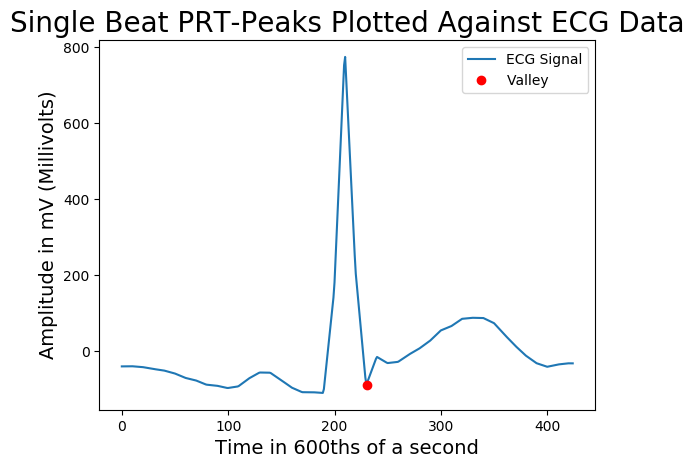 Single Beat PRT-Peaks Plotted Against ECG Data
800
600
400
200
0
Amplitude in mV (Millivolts)
ECG Signal
Valley
0 100 200 300 400
Time in 600ths of a second